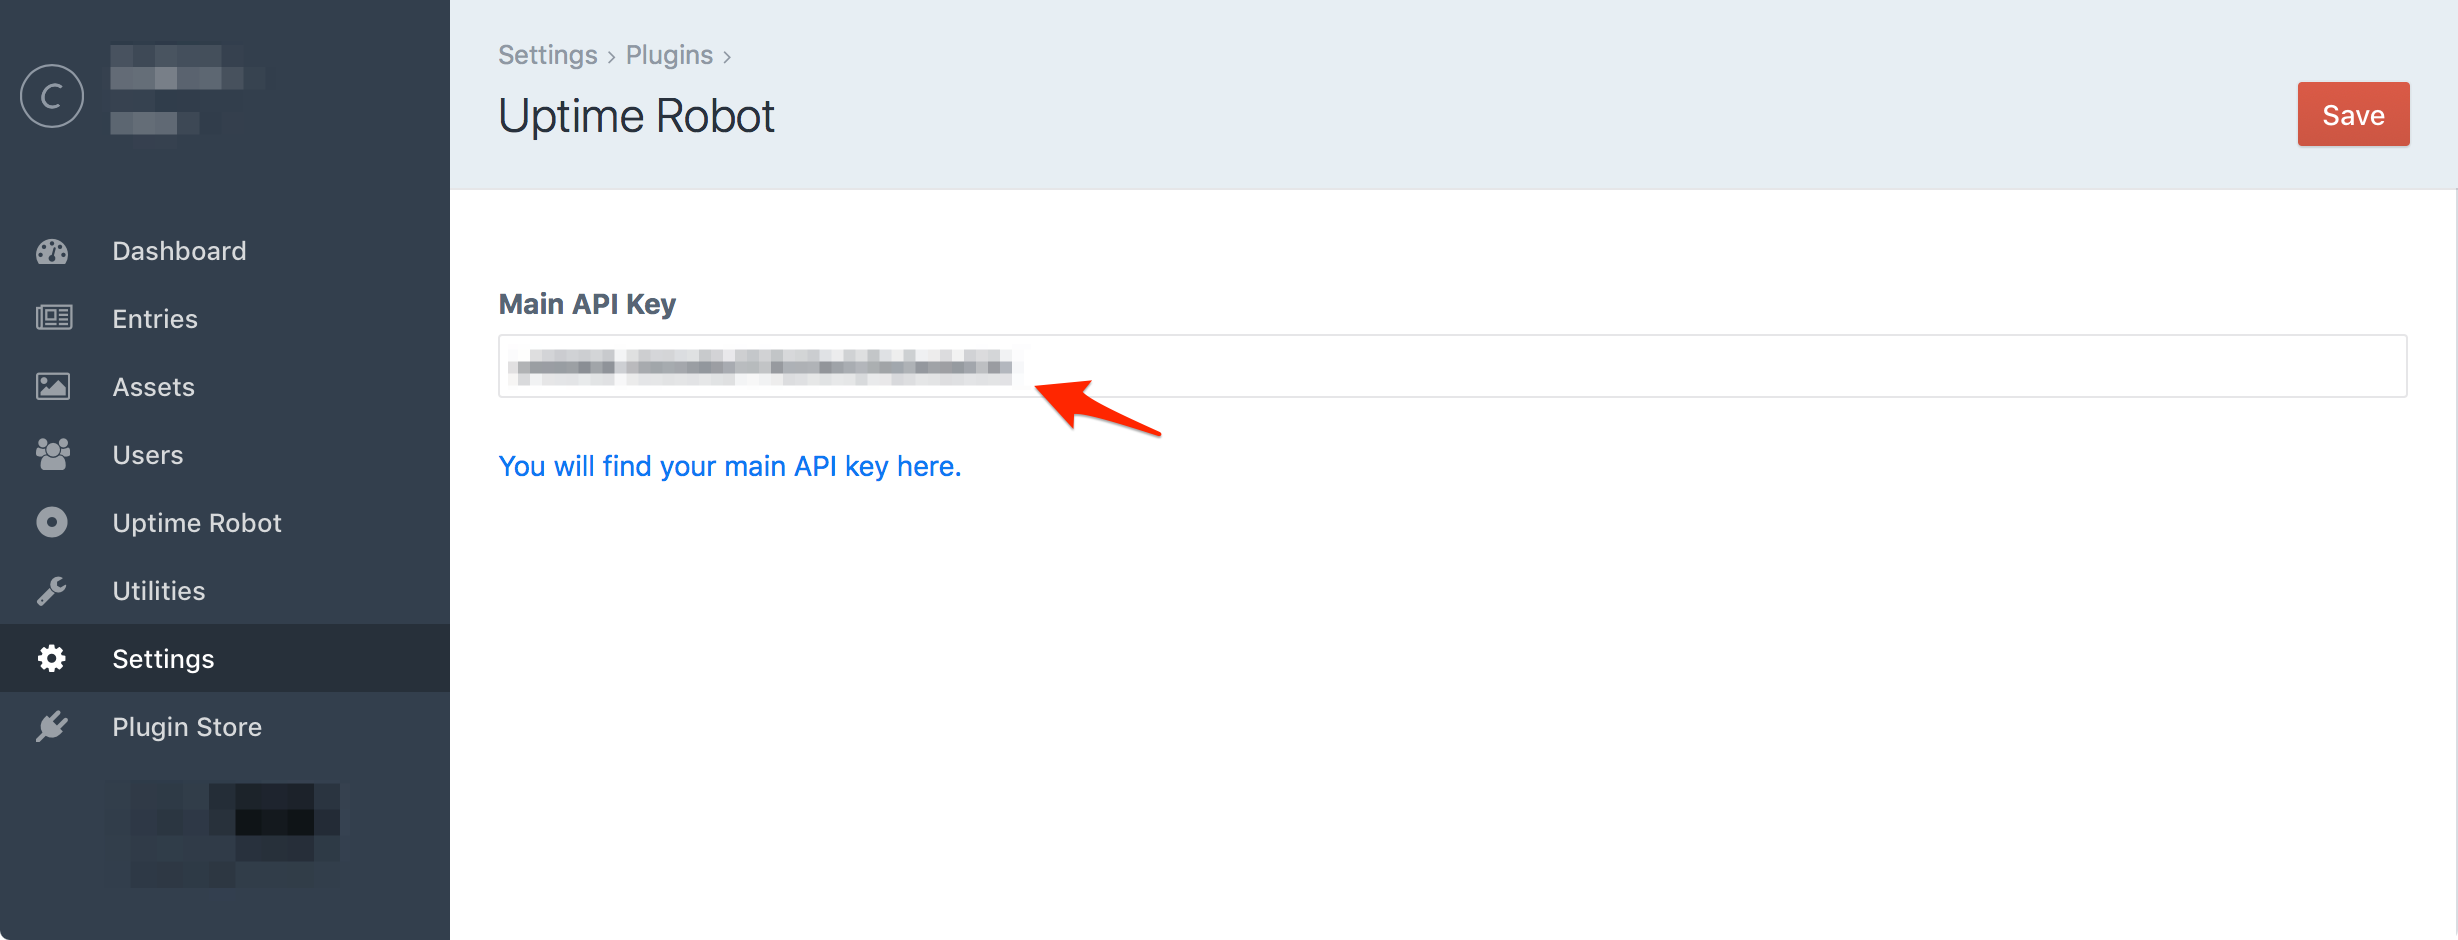 C
Dashboard
Entries
Assets
Users
Uptime Robot
Utilities
Settings
Plugin Store
Settings › Plugins ›
Uptime Robot
Save
Main API Key
You will find your main API key here.